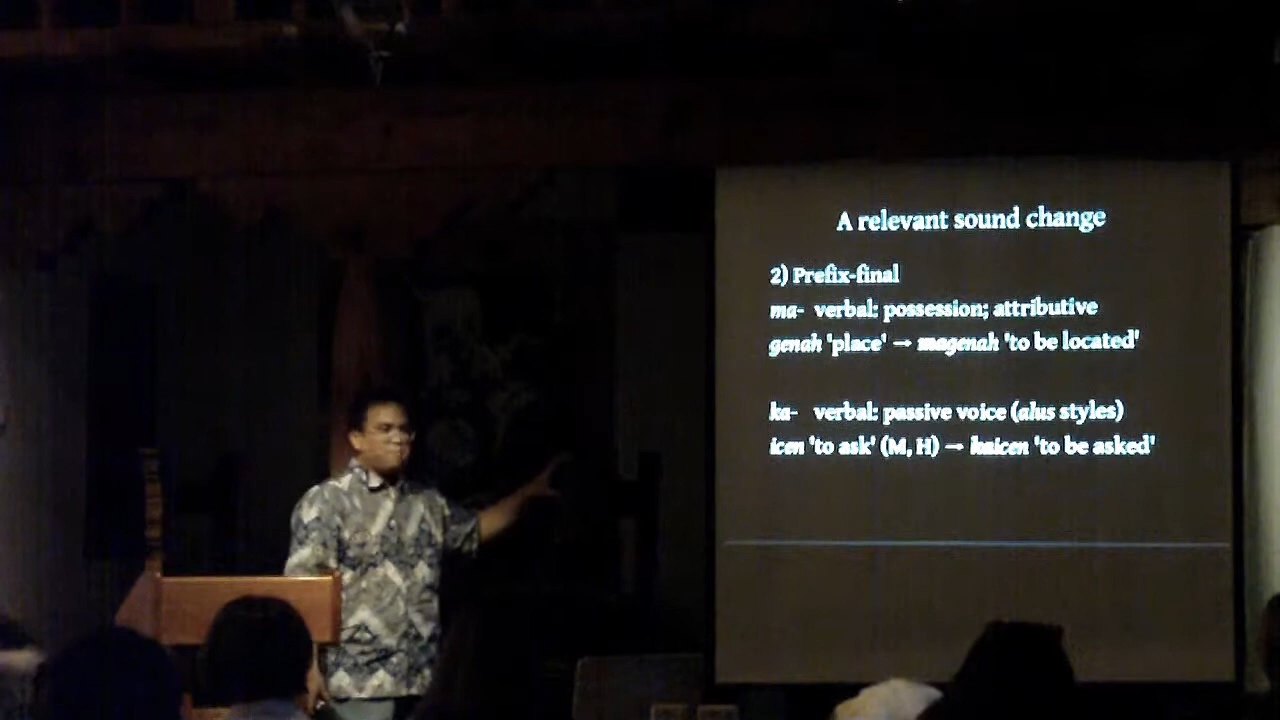 A relevant sound change
2) Prefix-final
ma- verbal: possession; attributive
genah 'place' → magenah 'to be located'
ka- verbal: passive voice (alus styles)
icen 'to ask' (M, H) → kaicen 'to be asked'